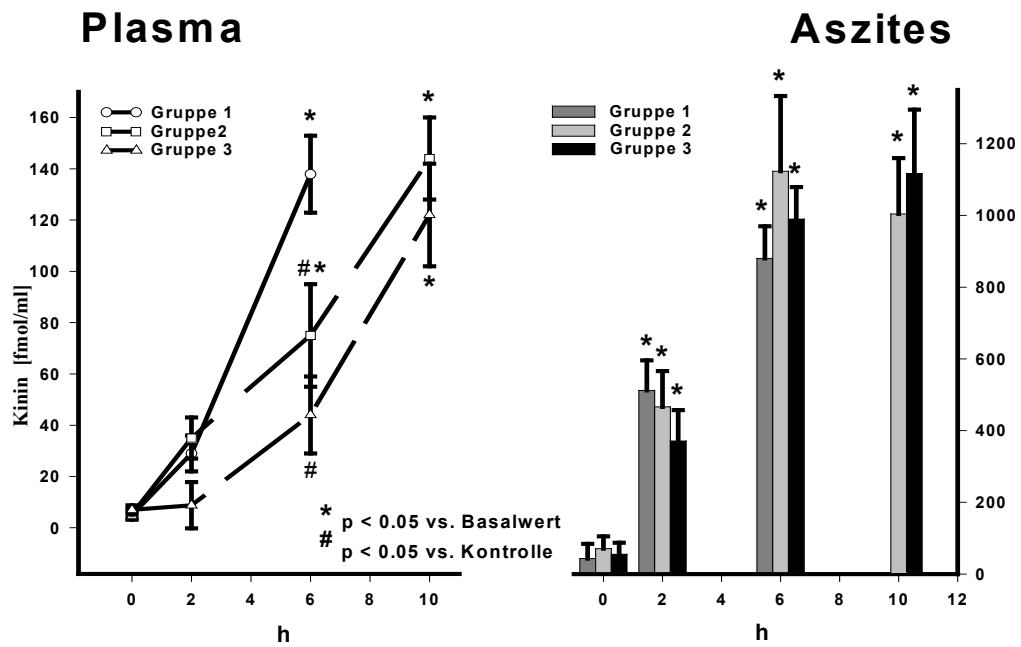 Plasma
Aszites
Gruppe 1
Gruppe2
Gruppe 3
*
*
# *
*
#
160
140
120
100
80
60
40
20
0
Kinin [fmol/ml]
* p < 0.05 vs. Basalwert
# p < 0.05 vs. Kontrolle
0 2 4 6 8 10
h
Gruppe 1
Gruppe 2
Gruppe 3
* * *
* * *
* *
1200
1000
800
600
400
200
0
0 2 4 6 8 10 12
h